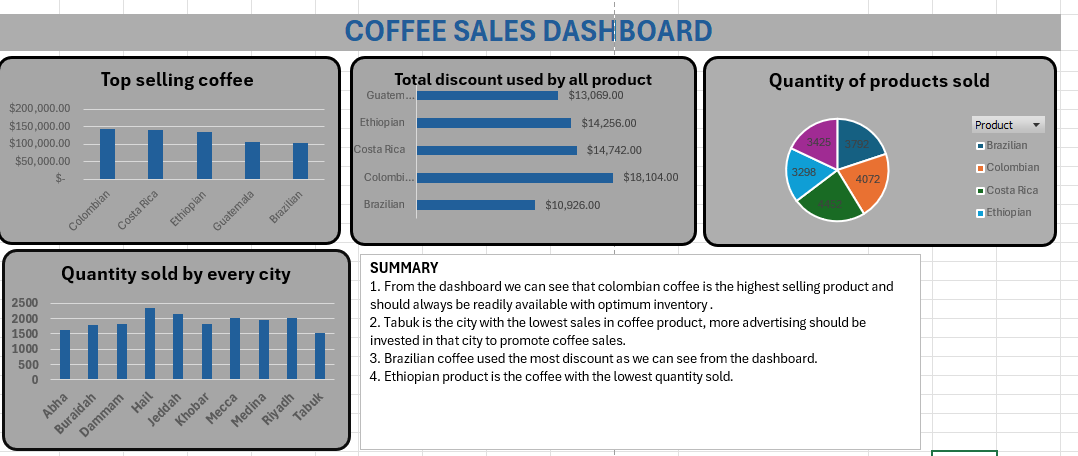 COFFEE SALES DASHBOARD
Top selling coffee
$200,000.00
$150,000.00
$100,000.00
$50,000.00
$-
Colombian
Costa Rica
Ethiopian
Guatemala
Brazilian
Total discount used by all product
Guatem... $13,069.00
Ethiopian $14,256.00
Costa Rica $14,742.00
Colombi... $18,104.00
Brazilian $10,926.00
Quantity of products sold
3425
3792
3298
4072
4452
Product
Brazilian
Colombian
Costa Rica
Ethiopian
Quantity sold by every city
2500
2000
1500
1000
500
0
Abha
Buraidah
Dammam
Hail
Jeddah
Khobar
Mecca
Medina
Riyadh
Tabuk
SUMMARY
1. From the dashboard we can see that colombian coffee is the highest selling product and
should always be readily available with optimum inventory .
2. Tabuk is the city with the lowest sales in coffee product, more advertising should be
invested in that city to promote coffee sales.
3. Brazilian coffee used the most discount as we can see from the dashboard.
4. Ethiopian product is the coffee with the lowest quantity sold.